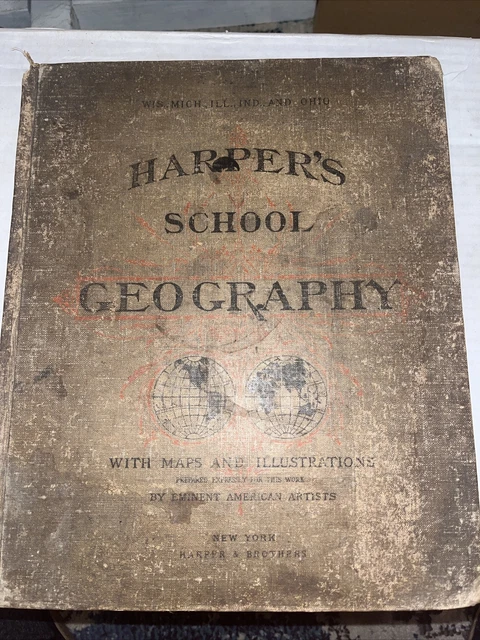 WIS., MICH., ILL., IND. AND OHIO
HARPER'S
SCHOOL
GEOGRAPHY
WITH MAPS AND ILLUSTRATIONS
PREPARED EXPRESSLY FOR THIS WORK
BY EMINENT AMERICAN ARTISTS
NEW YORK
HARPER & BROTHERS